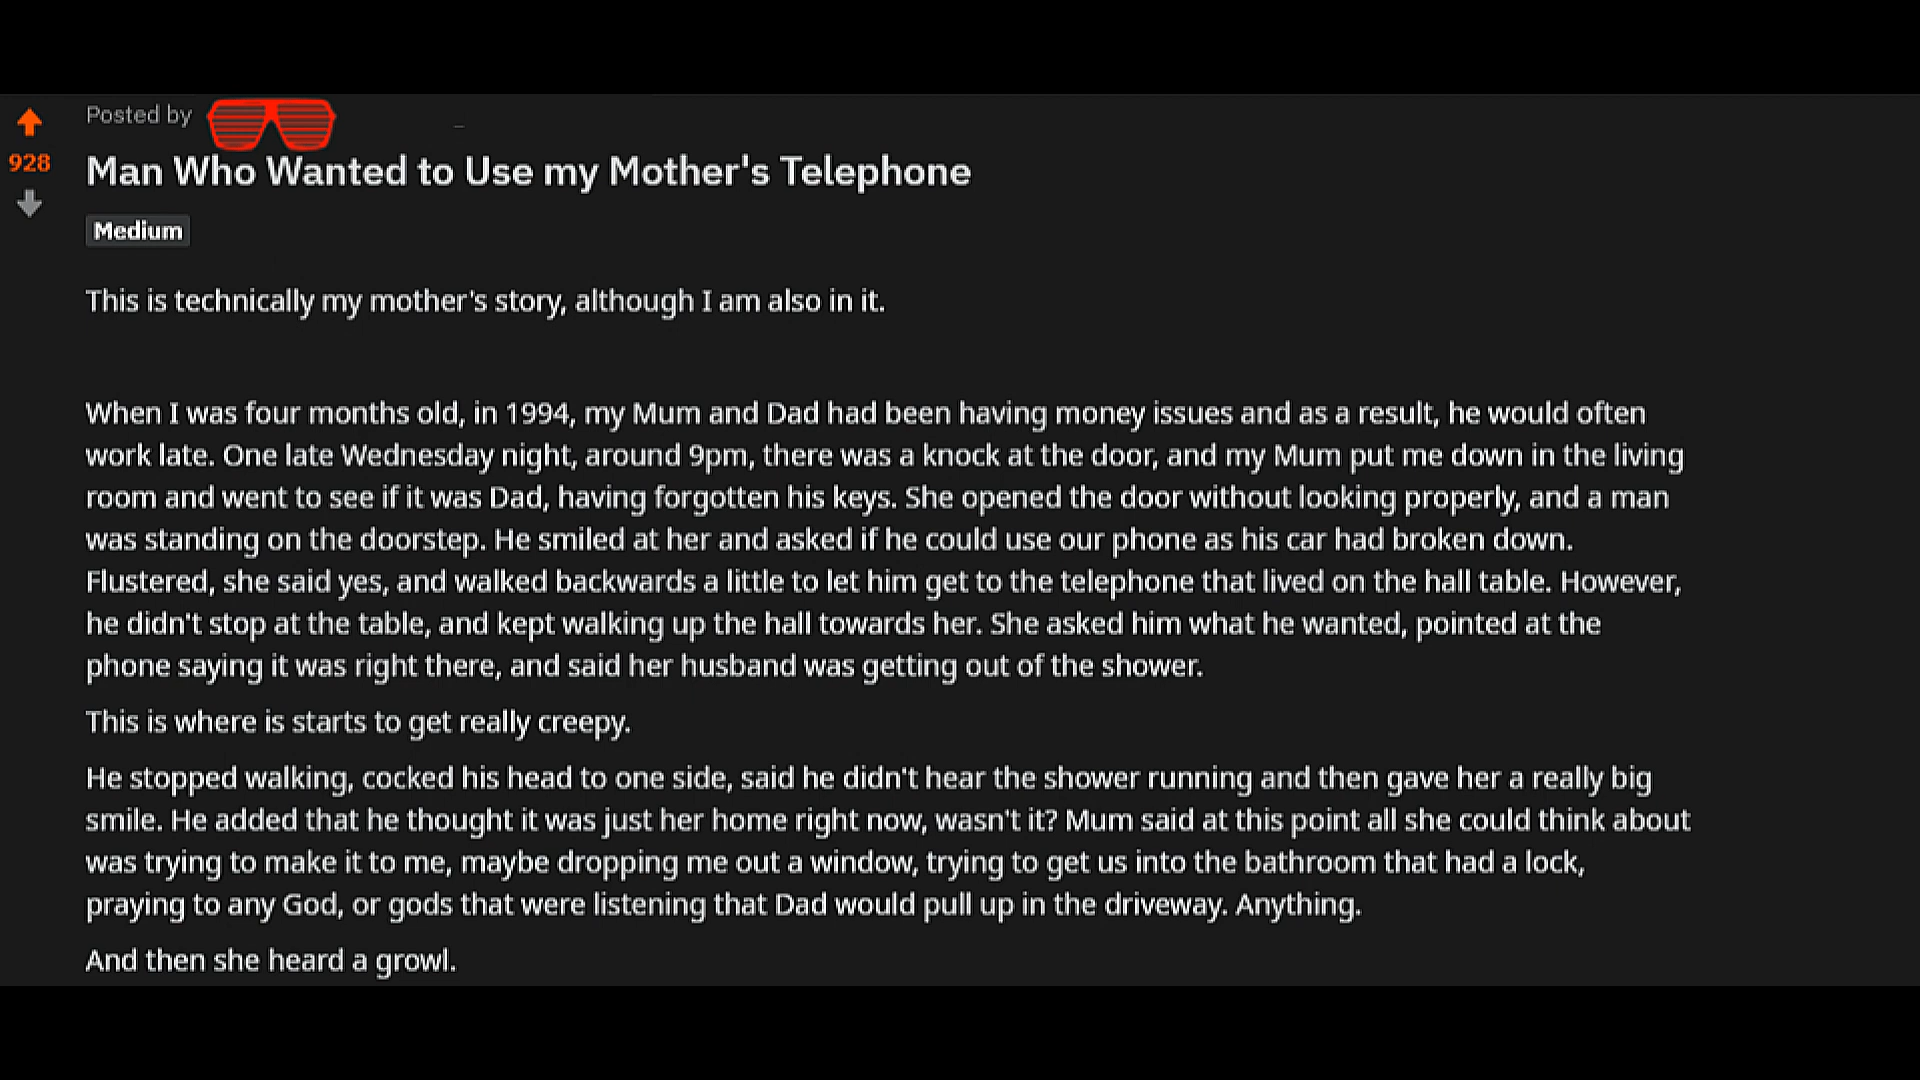 Posted by
928
Man Who Wanted to Use my Mother's Telephone
Medium
This is technically my mother's story, although I am also in it.
When I was four months old, in 1994, my Mum and Dad had been having money issues and as a result, he would often
work late. One late Wednesday night, around 9pm, there was a knock at the door, and my Mum put me down in the living
room and went to see if it was Dad, having forgotten his keys. She opened the door without looking properly, and a man
was standing on the doorstep. He smiled at her and asked if he could use our phone as his car had broken down.
Flustered, she said yes, and walked backwards a little to let him get to the telephone that lived on the hall table. However,
he didn't stop at the table, and kept walking up the hall towards her. She asked him what he wanted, pointed at the
phone saying it was right there, and said her husband was getting out of the shower.
This is where is starts to get really creepy.
He stopped walking, cocked his head to one side, said he didn't hear the shower running and then gave her a really big
smile. He added that he thought it was just her home right now, wasn't it? Mum said at this point all she could think about
was trying to make it to me, maybe dropping me out a window, trying to get us into the bathroom that had a lock,
praying to any God, or gods that were listening that Dad would pull up in the driveway. Anything.
And then she heard a growl.